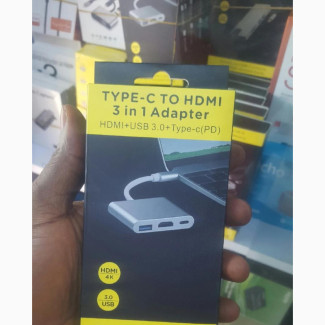 TYPE-C TO HDMI
3 in 1 Adapter
HDMI+USB 3.0+Type-c(PD)
HDMI
4K
3.0
USB